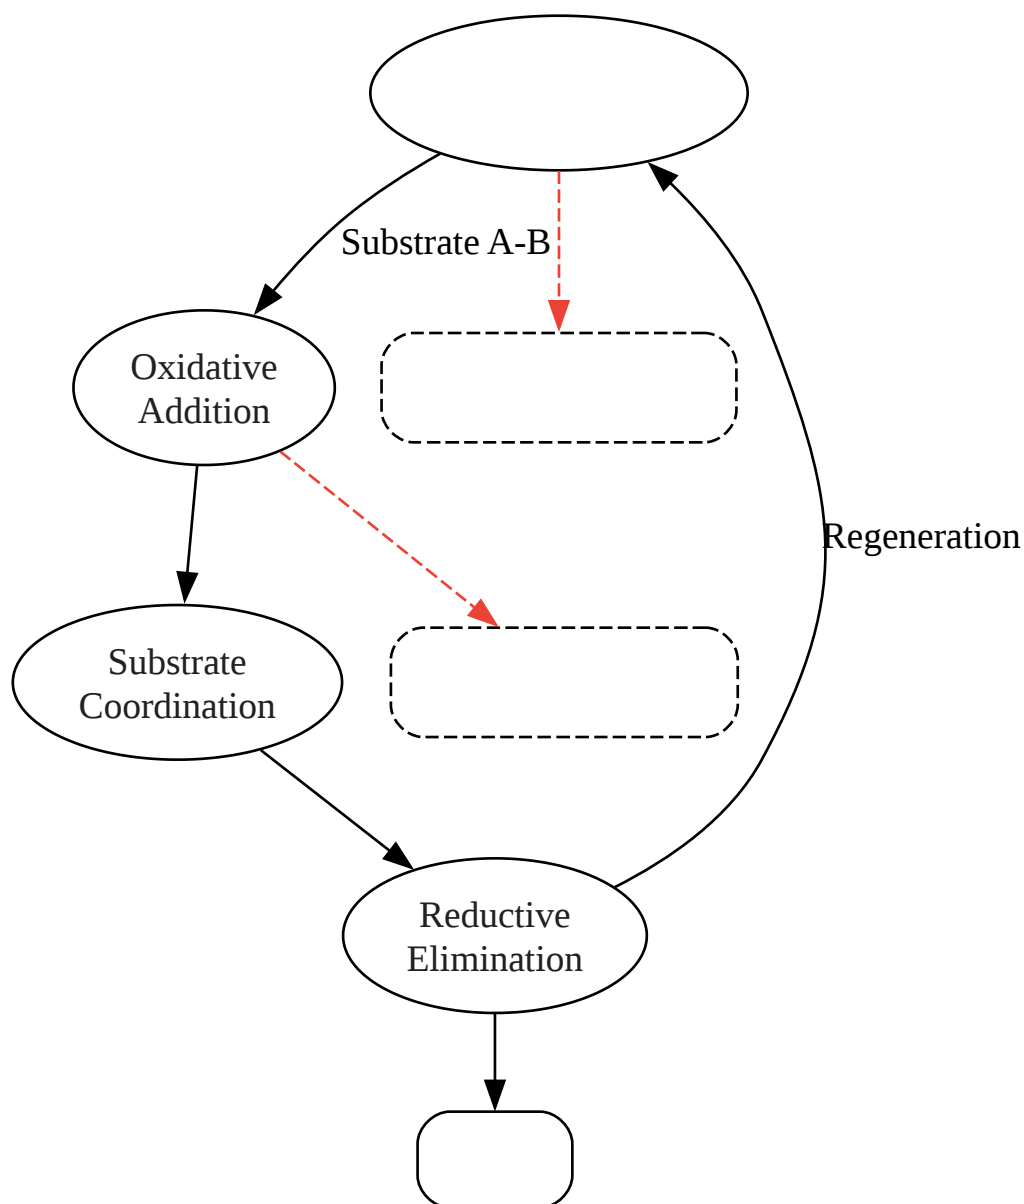 Substrate A-B
Oxidative
Addition
Regeneration
Substrate
Coordination
Reductive
Elimination